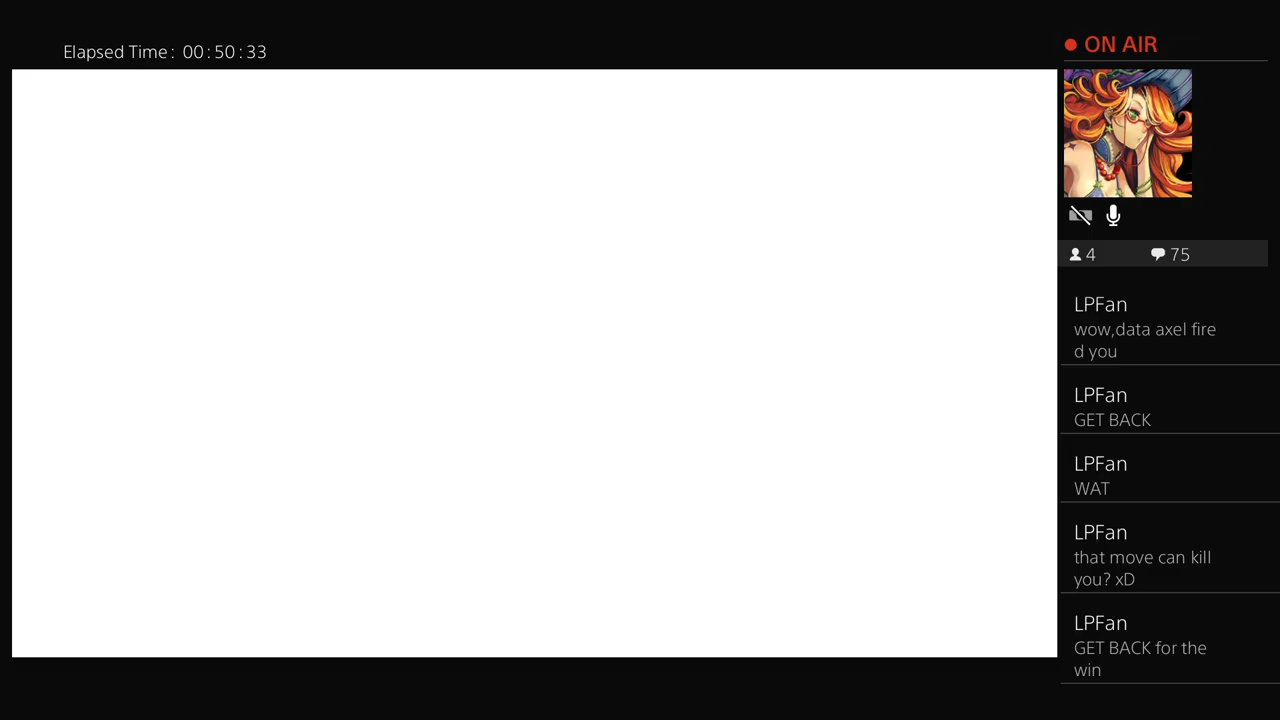 Elapsed Time: 00:50:33
ON AIR
4 75
LPFan
wow,data axel fire
d you
LPFan
GET BACK
LPFan
WAT
LPFan
that move can kill
you? xD
LPFan
GET BACK for the
win